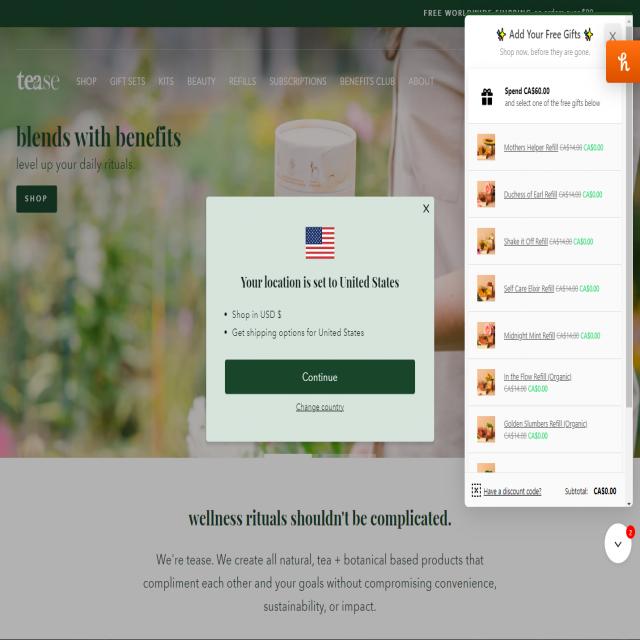 FREE WORLDWIDE SHIPPING on orders over $99
tease
SHOP
GIFT SETS
KITS
BEAUTY
REFILLS
SUBSCRIPTIONS
BENEFITS CLUB
ABOUT
blends with benefits
level up your daily rituals.
SHOP
X
Your location is set to United States
• Shop in USD $
• Get shipping options for United States
Continue
Change country
Add Your Free Gifts
X
Shop now, before they are gone.
Spend CA$60.00
and select one of the free gifts below
Mothers Helper Refill CA$14.00 CA$0.00
Duchess of Earl Refill CA$14.00 CA$0.00
Shake it Off Refill CA$14.00 CA$0.00
Self Care Elixir Refill CA$14.00 CA$0.00
Midnight Mint Refill CA$14.00 CA$0.00
In the Flow Refill (Organic)
CA$14.00 CA$0.00
Golden Slumbers Refill (Organic)
CA$14.00 CA$0.00
Have a discount code?
Subtotal: CA$0.00
2
wellness rituals shouldn't be complicated.
We're tease. We create all natural, tea + botanical based products that
compliment each other and your goals without compromising convenience,
sustainability, or impact.